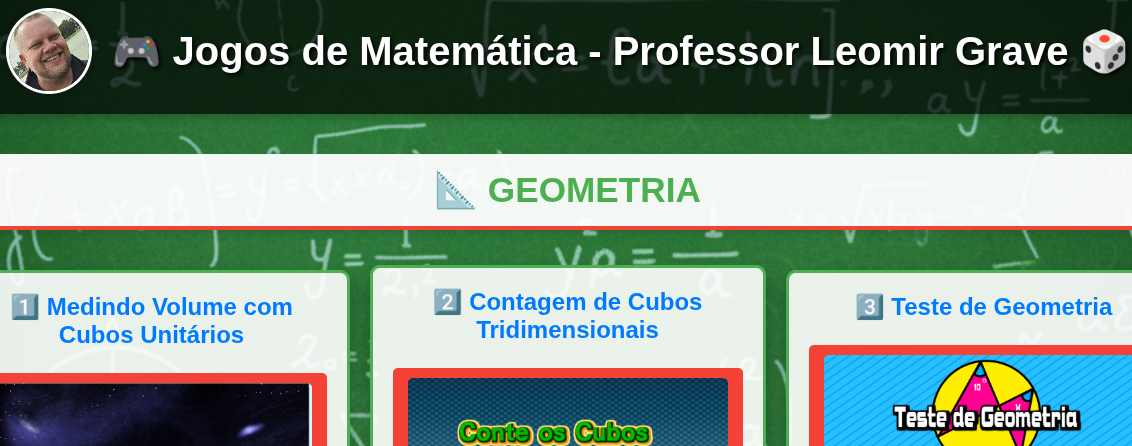 🎮 Jogos de Matemática - Professor Leomir Grave 🎲
📐 GEOMETRIA
1️⃣ Medindo Volume com
Cubos Unitários
2️⃣ Contagem de Cubos
Tridimensionais
3️⃣ Teste de Geometria
Conte os Cubos
Teste de Geometria